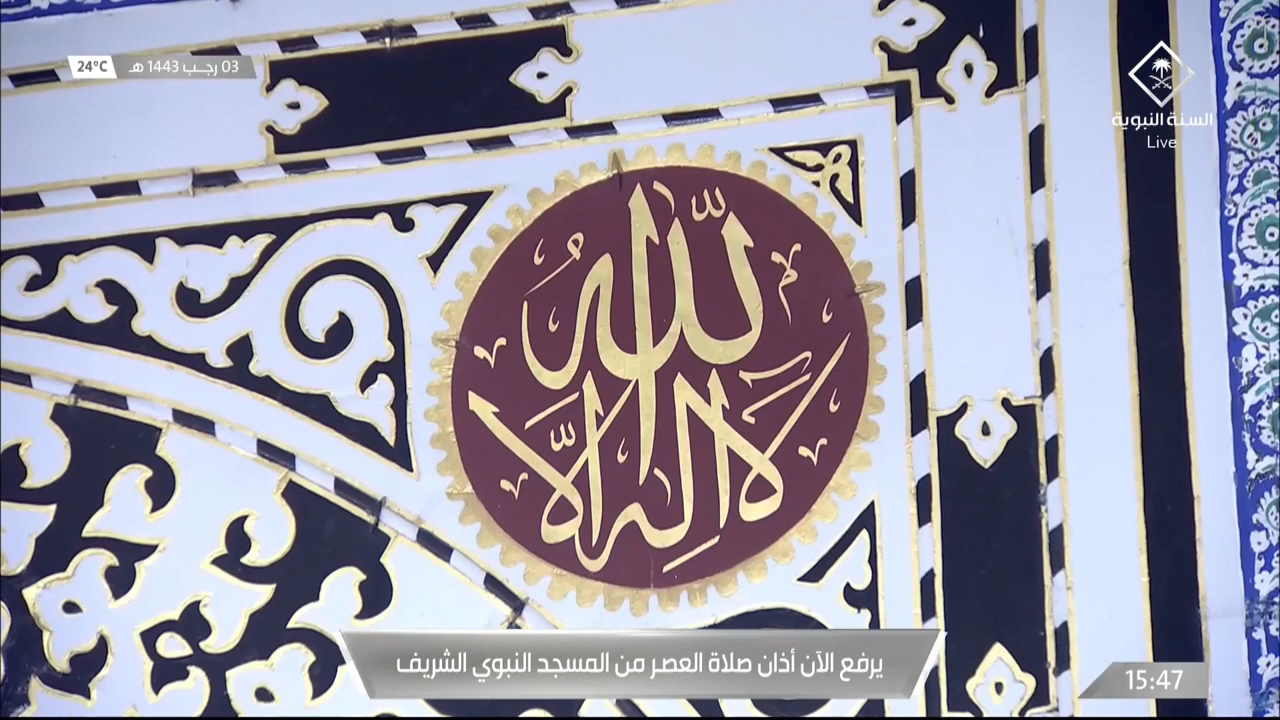 24°C
03 رجـب 1443 هـ
السنة النبوية
Live
لا إله إلا الله
يرفع الآن أذان صلاة العصر من المسجد النبوي الشريف
15:47